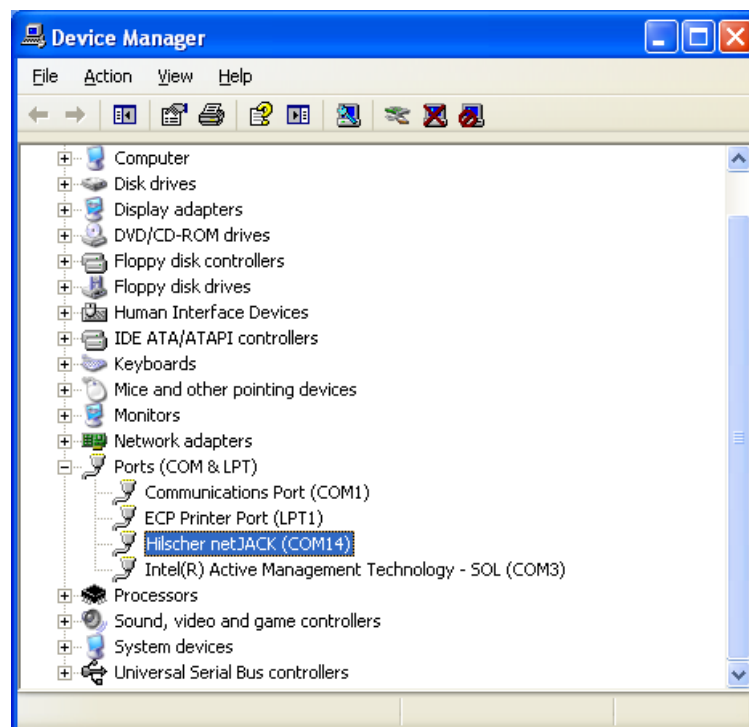 Device Manager
File Action View Help
Computer
Disk drives
Display adapters
DVD/CD-ROM drives
Floppy disk controllers
Floppy disk drives
Human Interface Devices
IDE ATA/ATAPI controllers
Keyboards
Mice and other pointing devices
Monitors
Network adapters
Ports (COM & LPT)
Communications Port (COM1)
ECP Printer Port (LPT1)
Hilscher netJACK (COM14)
Intel(R) Active Management Technology - SOL (COM3)
Processors
Sound, video and game controllers
System devices
Universal Serial Bus controllers